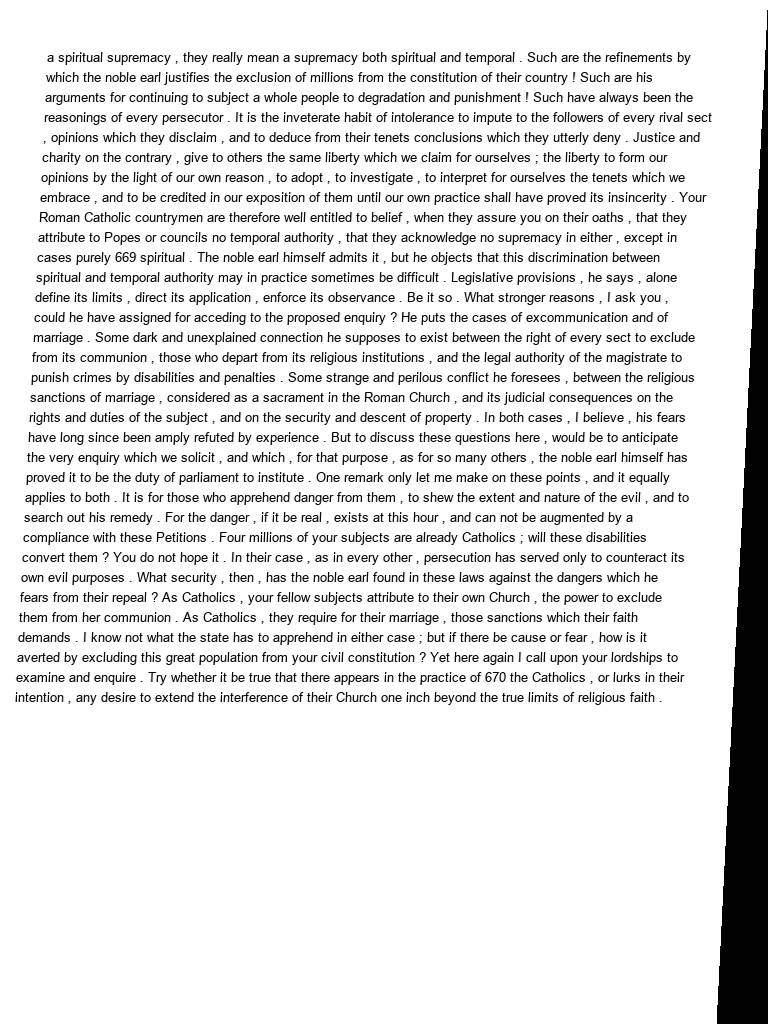 a spiritual supremacy , they really mean a supremacy both spiritual and temporal . Such are the refinements by
which the noble earl justifies the exclusion of millions from the constitution of their country ! Such are his
arguments for continuing to subject a whole people to degradation and punishment ! Such have always been the
reasonings of every persecutor . It is the inveterate habit of intolerance to impute to the followers of every rival sect
, opinions which they disclaim , and to deduce from their tenets conclusions which they utterly deny . Justice and
charity on the contrary , give to others the same liberty which we claim for ourselves ; the liberty to form our
opinions by the light of our own reason , to adopt , to investigate , to interpret for ourselves the tenets which we
embrace , and to be credited in our exposition of them until our own practice shall have proved its insincerity . Your
Roman Catholic countrymen are therefore well entitled to belief , when they assure you on their oaths , that they
attribute to Popes or councils no temporal authority , that they acknowledge no supremacy in either , except in
cases purely 669 spiritual . The noble earl himself admits it , but he objects that this discrimination between
spiritual and temporal authority may in practice sometimes be difficult . Legislative provisions , he says , alone
define its limits , direct its application , enforce its observance . Be it so . What stronger reasons , I ask you ,
could he have assigned for acceding to the proposed enquiry ? He puts the cases of excommunication and of
marriage . Some dark and unexplained connection he supposes to exist between the right of every sect to exclude
from its communion , those who depart from its religious institutions , and the legal authority of the magistrate to
punish crimes by disabilities and penalties . Some strange and perilous conflict he foresees , between the religious
sanctions of marriage , considered as a sacrament in the Roman Church , and its judicial consequences on the
rights and duties of the subject , and on the security and descent of property . In both cases , I believe , his fears
have long since been amply refuted by experience . But to discuss these questions here , would be to anticipate
the very enquiry which we solicit , and which , for that purpose , as for so many others , the noble earl himself has
proved it to be the duty of parliament to institute . One remark only let me make on these points , and it equally
applies to both . It is for those who apprehend danger from them , to shew the extent and nature of the evil , and to
search out his remedy . For the danger , if it be real , exists at this hour , and can not be augmented by a
compliance with these Petitions . Four millions of your subjects are already Catholics ; will these disabilities
convert them ? You do not hope it . In their case , as in every other , persecution has served only to counteract its
own evil purposes . What security , then , has the noble earl found in these laws against the dangers which he
fears from their repeal ? As Catholics , your fellow subjects attribute to their own Church , the power to exclude
them from her communion . As Catholics , they require for their marriage , those sanctions which their faith
demands . I know not what the state has to apprehend in either case ; but if there be cause or fear , how is it
averted by excluding this great population from your civil constitution ? Yet here again I call upon your lordships to
examine and enquire . Try whether it be true that there appears in the practice of 670 the Catholics , or lurks in their
intention , any desire to extend the interference of their Church one inch beyond the true limits of religious faith .